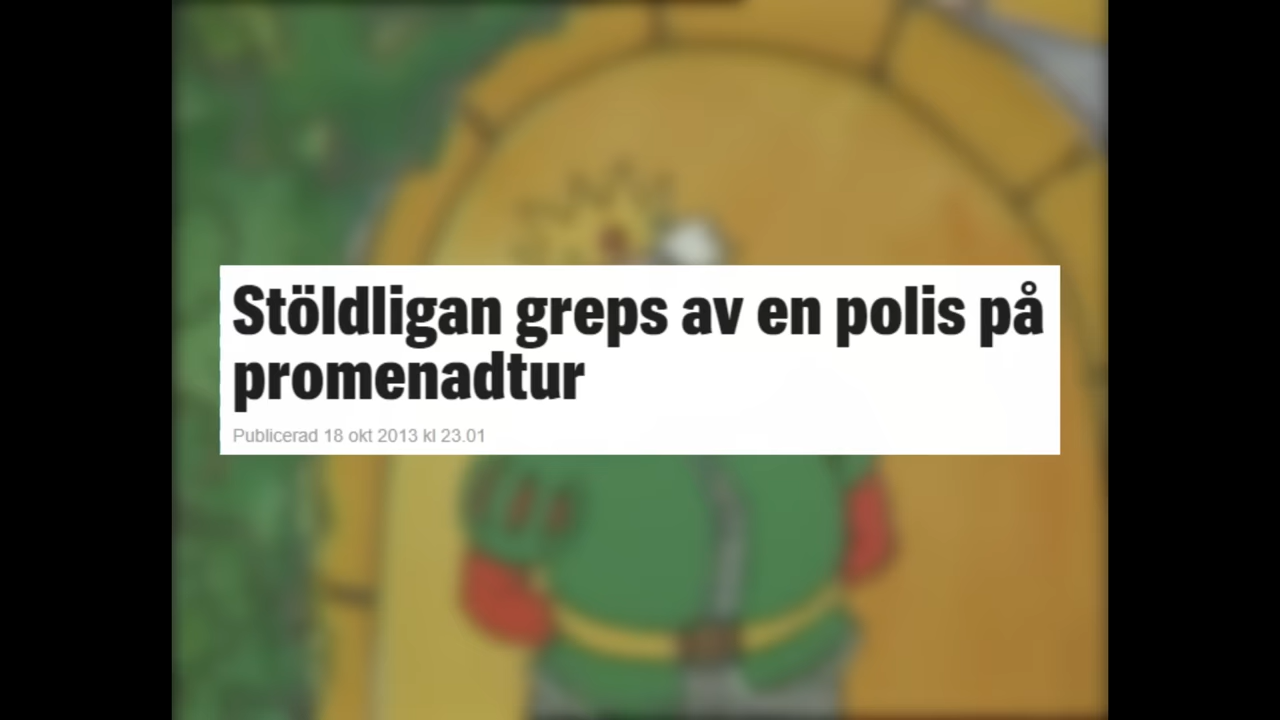 Stöldligan greps av en polis på
promenadtur
Publicerad 18 okt 2013 kl 23.01